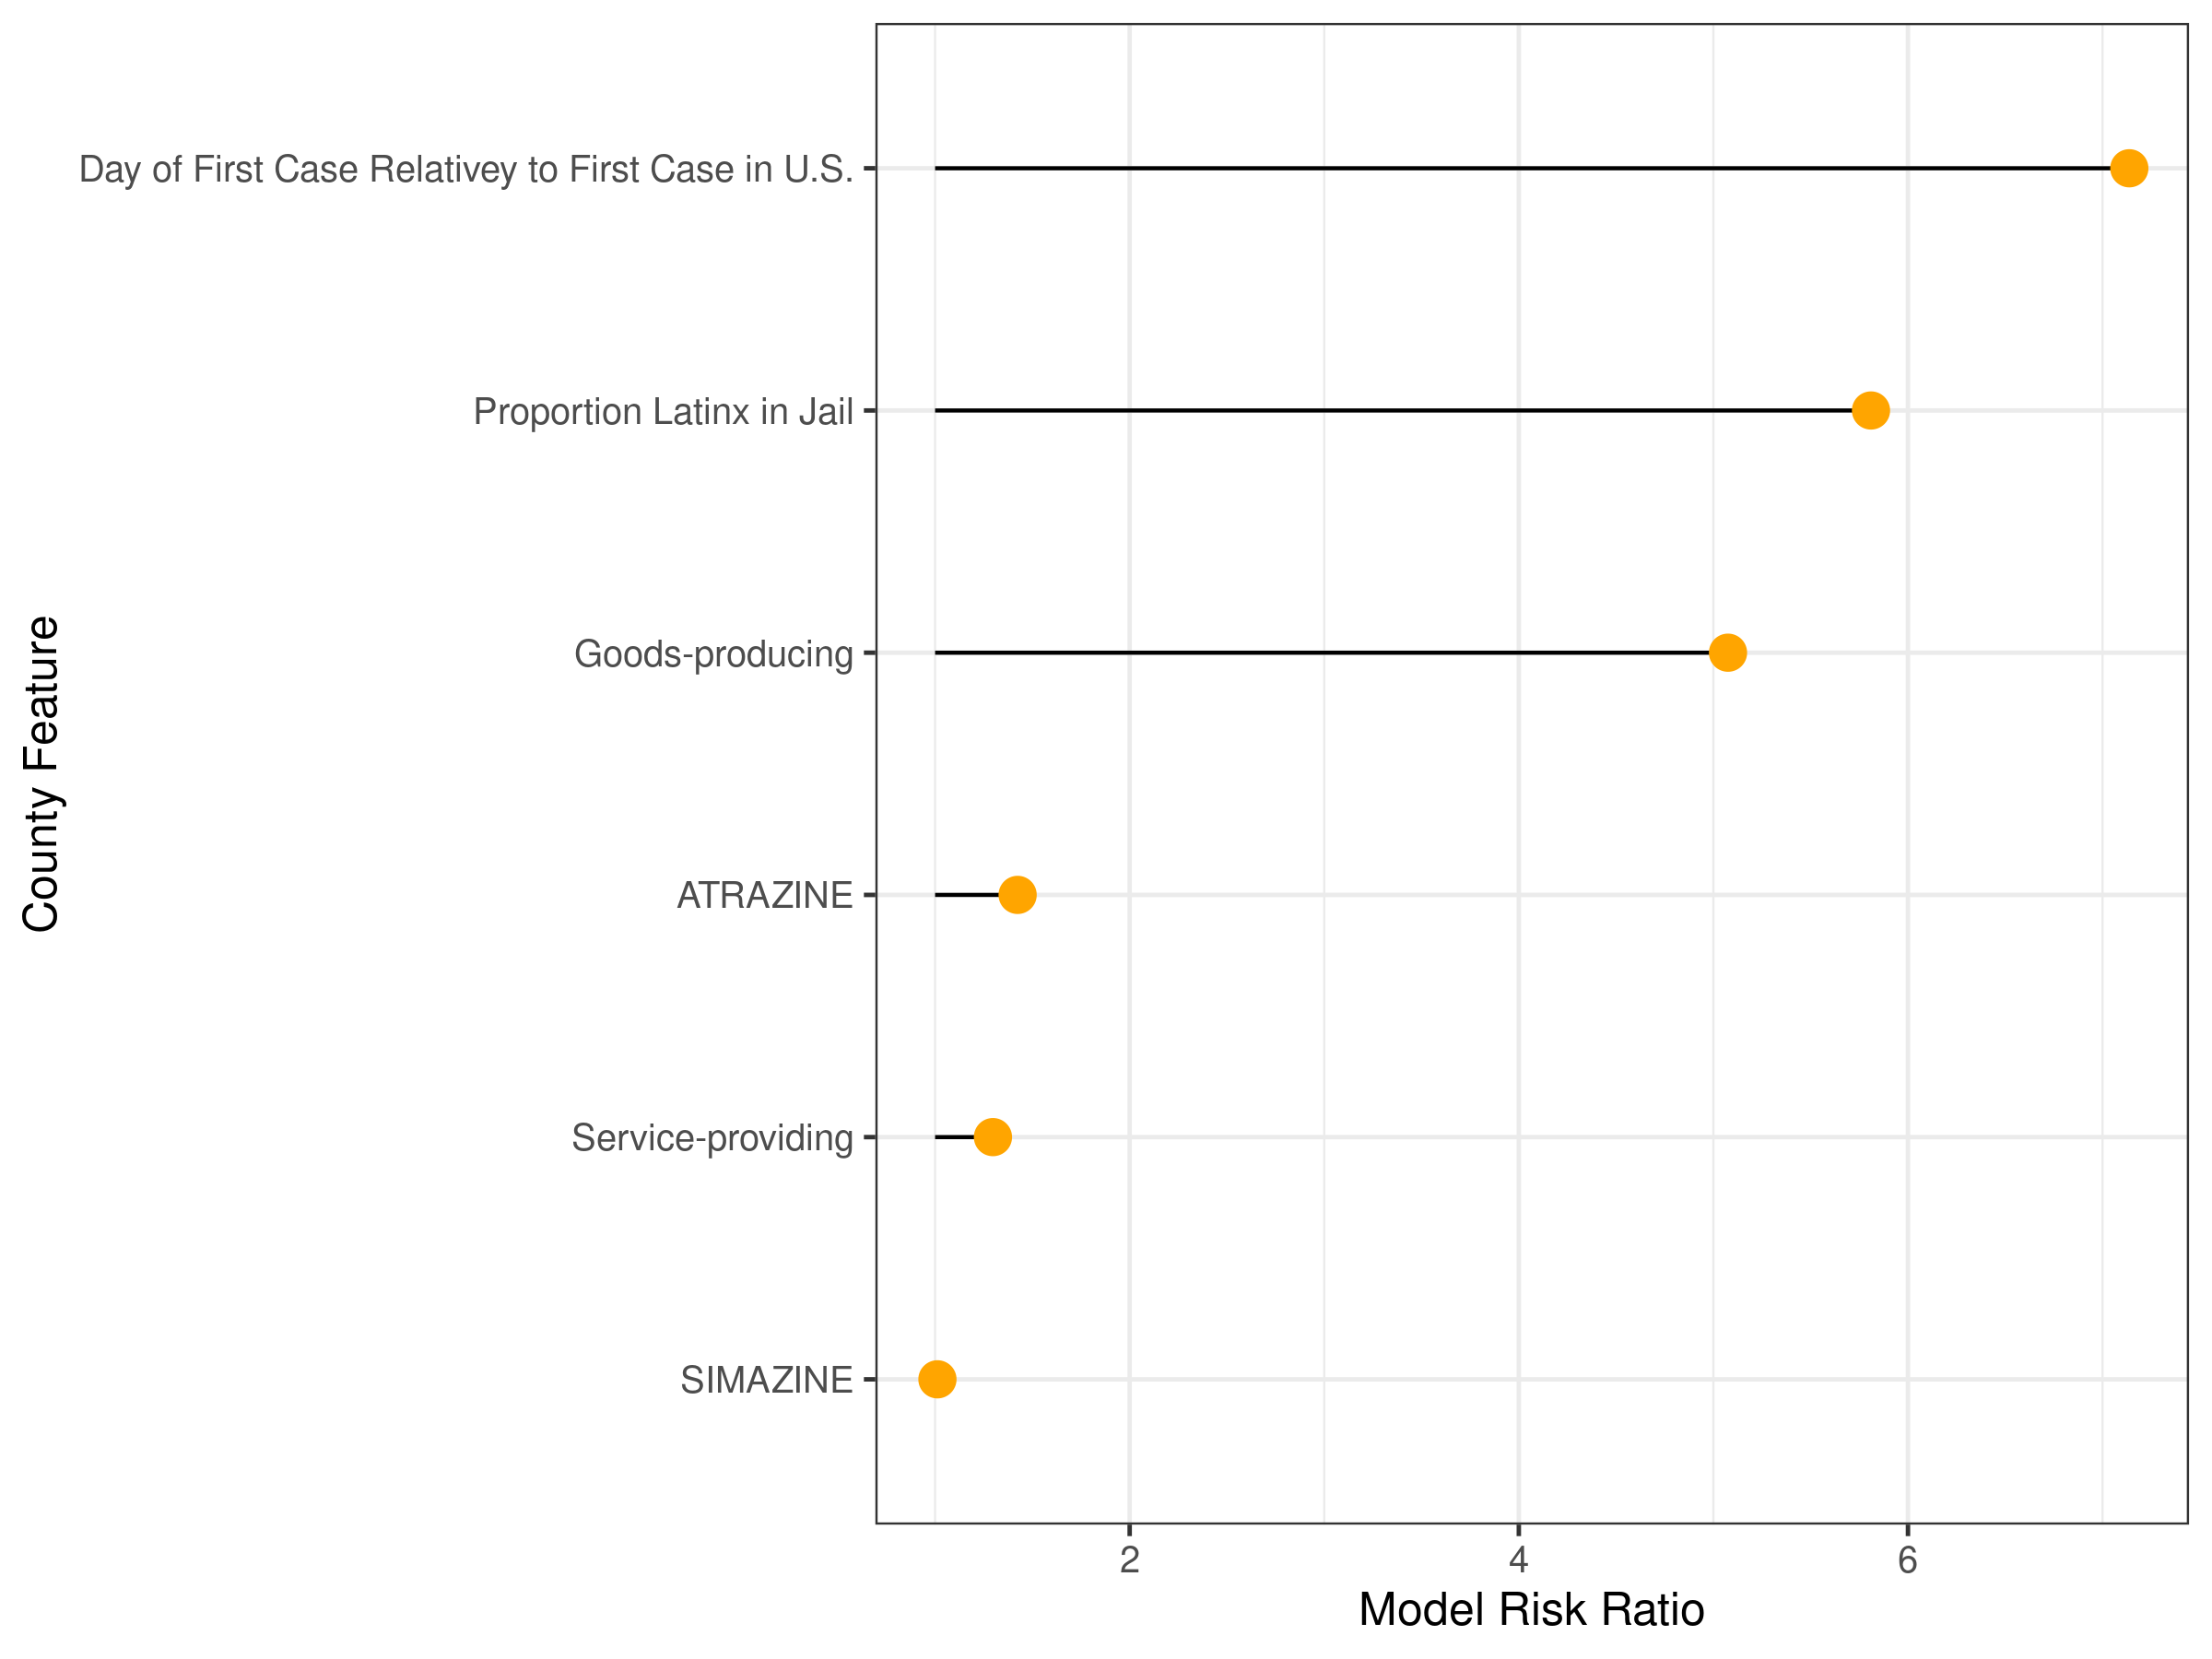 Day of First Case Relativey to First Case in U.S.
Proportion Latinx in Jail
Goods-producing
ATRAZINE
Service-providing
SIMAZINE
County Feature
2 4 6
Model Risk Ratio